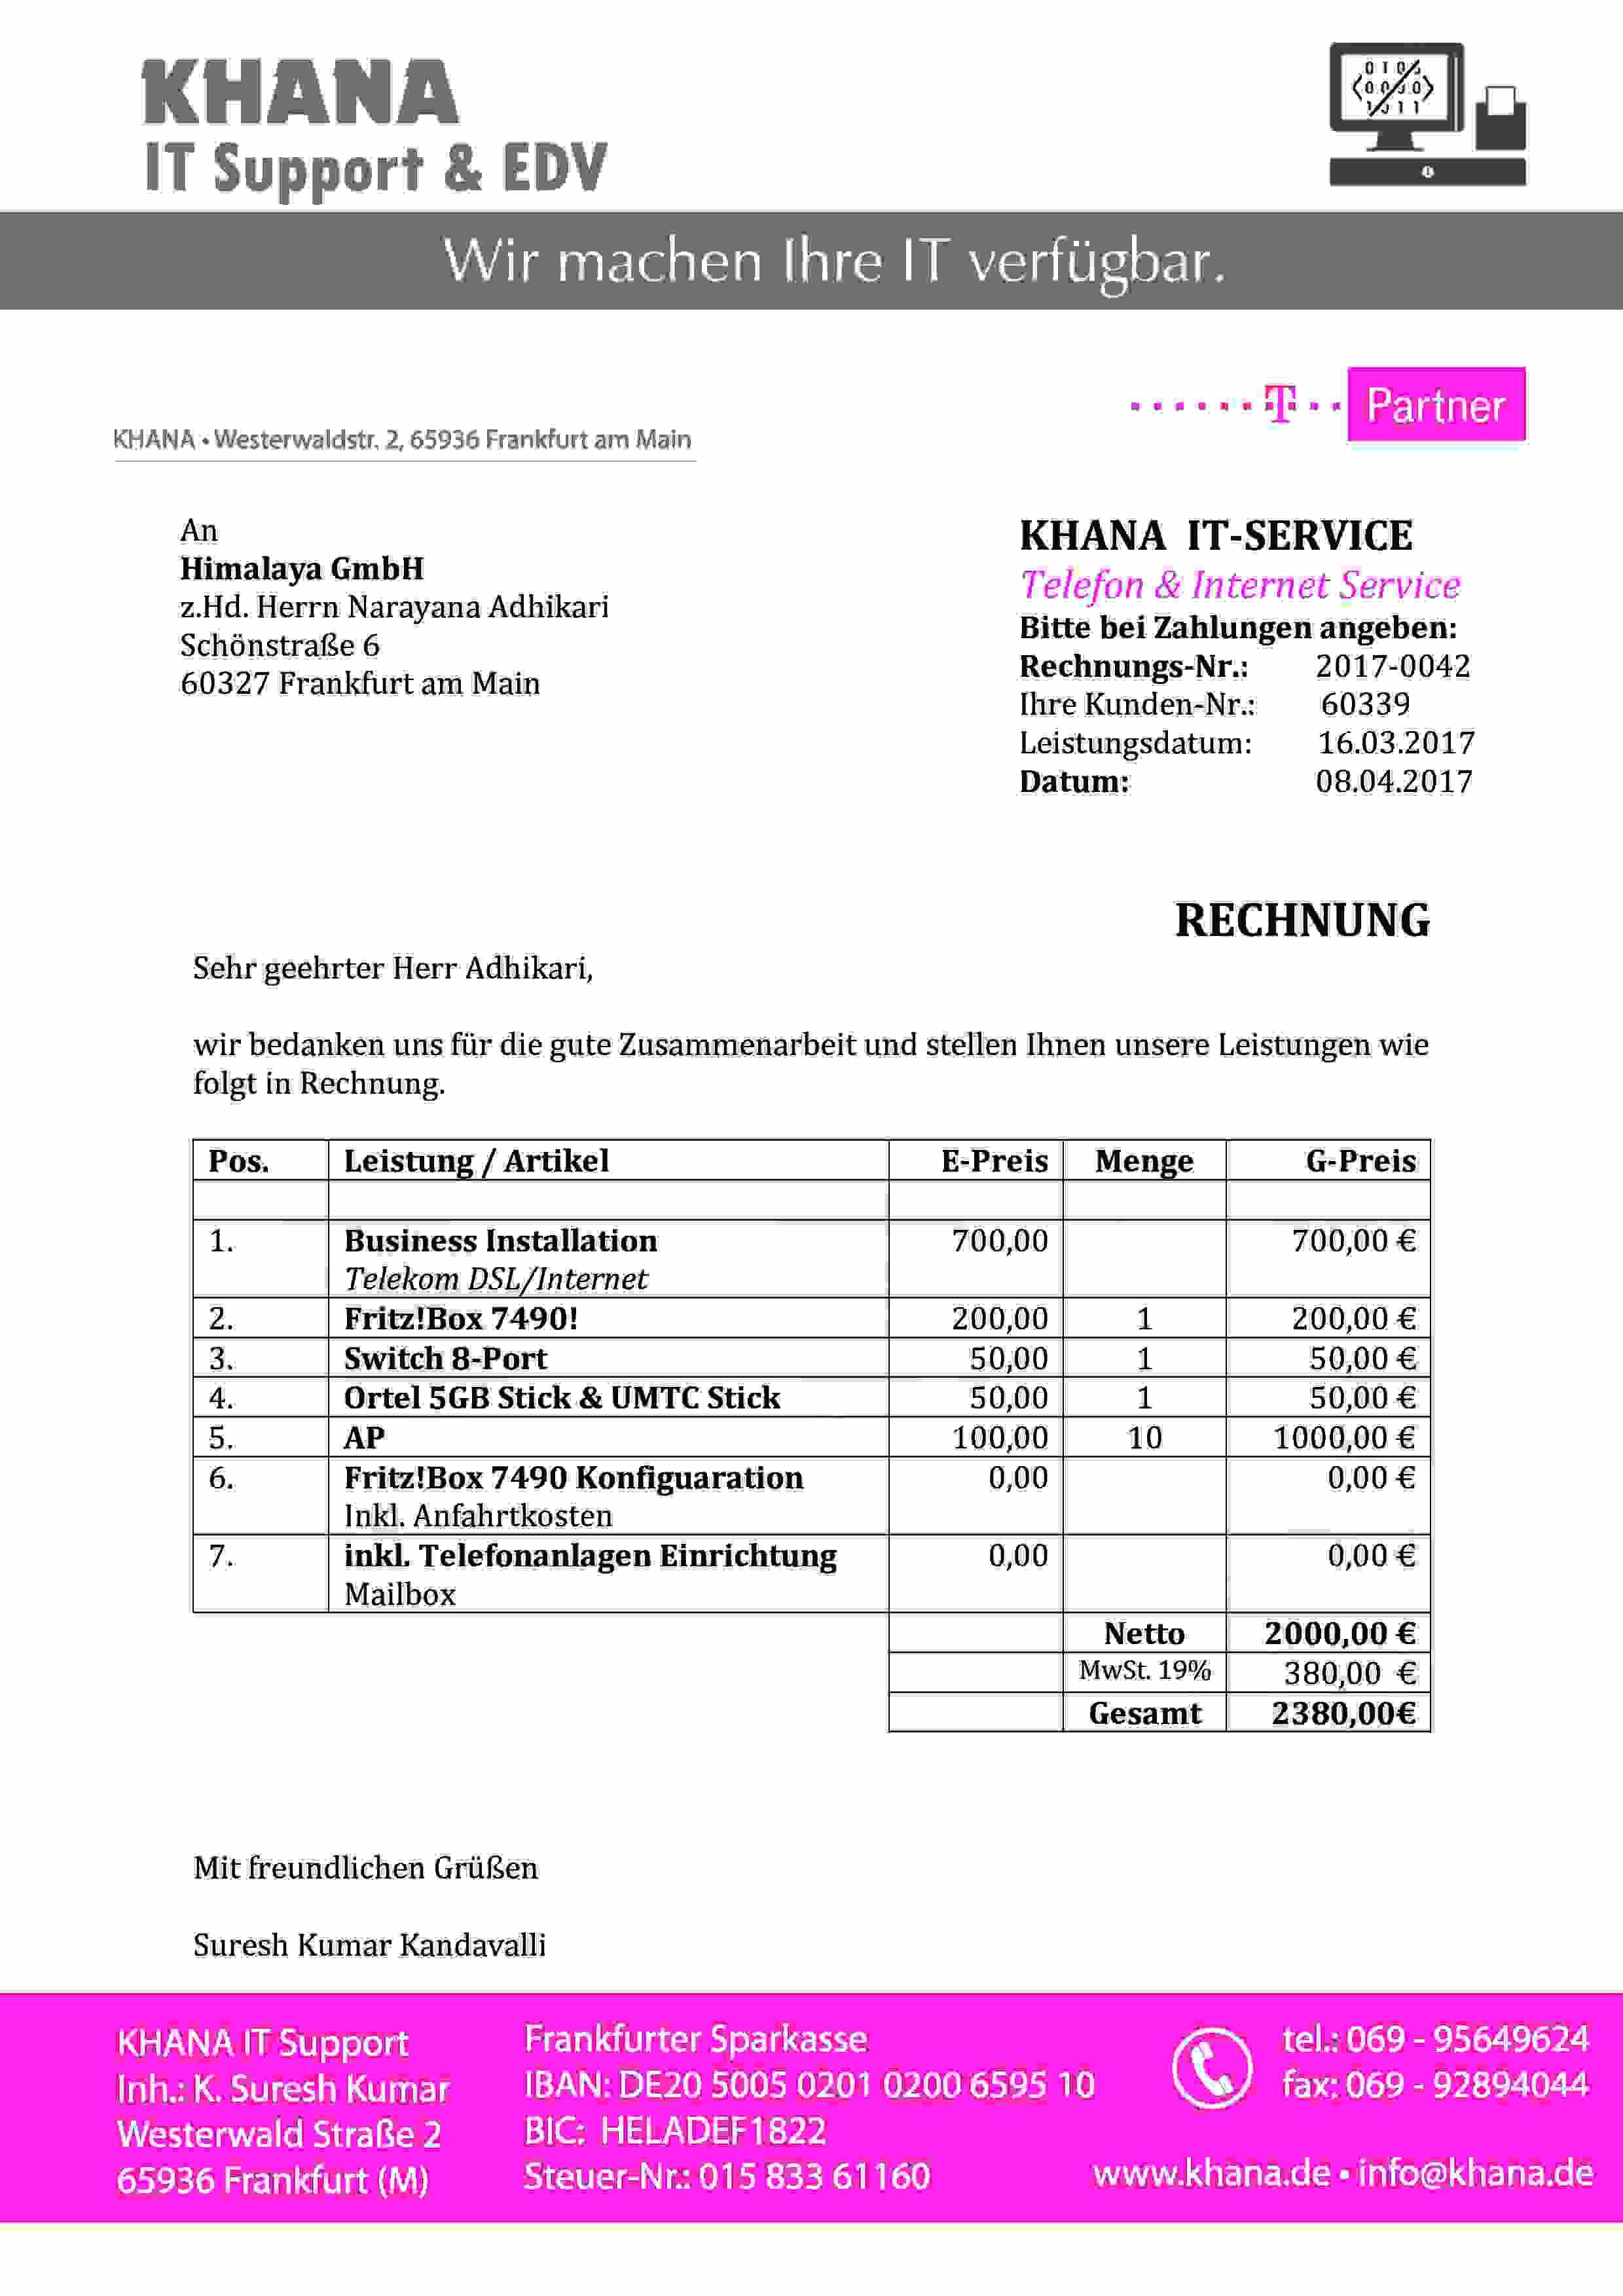 KHANA
IT Support & EDV
Wir machen Ihre IT verfügbar.
T Partner
KHANA • Westerwaldstr. 2, 65936 Frankfurt am Main
An
Himalaya GmbH
z.Hd. Herrn Narayana Adhikari
Schönstraße 6
60327 Frankfurt am Main
KHANA IT-SERVICE
Telefon & Internet Service
Bitte bei Zahlungen angeben:
Rechnungs-Nr.: 2017-0042
Ihre Kunden-Nr.: 60339
Leistungsdatum: 16.03.2017
Datum: 08.04.2017
RECHNUNG
Sehr geehrter Herr Adhikari,
wir bedanken uns für die gute Zusammenarbeit und stellen Ihnen unsere Leistungen wie
folgt in Rechnung.
Pos. Leistung / Artikel E-Preis Menge G-Preis
1. Business Installation 700,00 700,00 €
Telekom DSL/Internet
2. Fritz!Box 7490! 200,00 1 200,00 €
3. Switch 8-Port 50,00 1 50,00 €
4. Ortel 5GB Stick & UMTC Stick 50,00 1 50,00 €
5. AP 100,00 10 1000,00 €
6. Fritz!Box 7490 Konfiguaration 0,00 0,00 €
Inkl. Anfahrtkosten
7. inkl. Telefonanlagen Einrichtung 0,00 0,00 €
Mailbox
Netto 2000,00 €
MwSt. 19% 380,00 €
Gesamt 2380,00€
Mit freundlichen Grüßen
Suresh Kumar Kandavalli
KHANA IT Support
Inh.: K. Suresh Kumar
Westerwald Straße 2
65936 Frankfurt (M)
Frankfurter Sparkasse
IBAN: DE20 5005 0201 0200 6595 10
BIC: HELADEF1822
Steuer-Nr.: 015 833 61160
tel.: 069 - 95649624
fax: 069 - 92894044
www.khana.de • info@khana.de